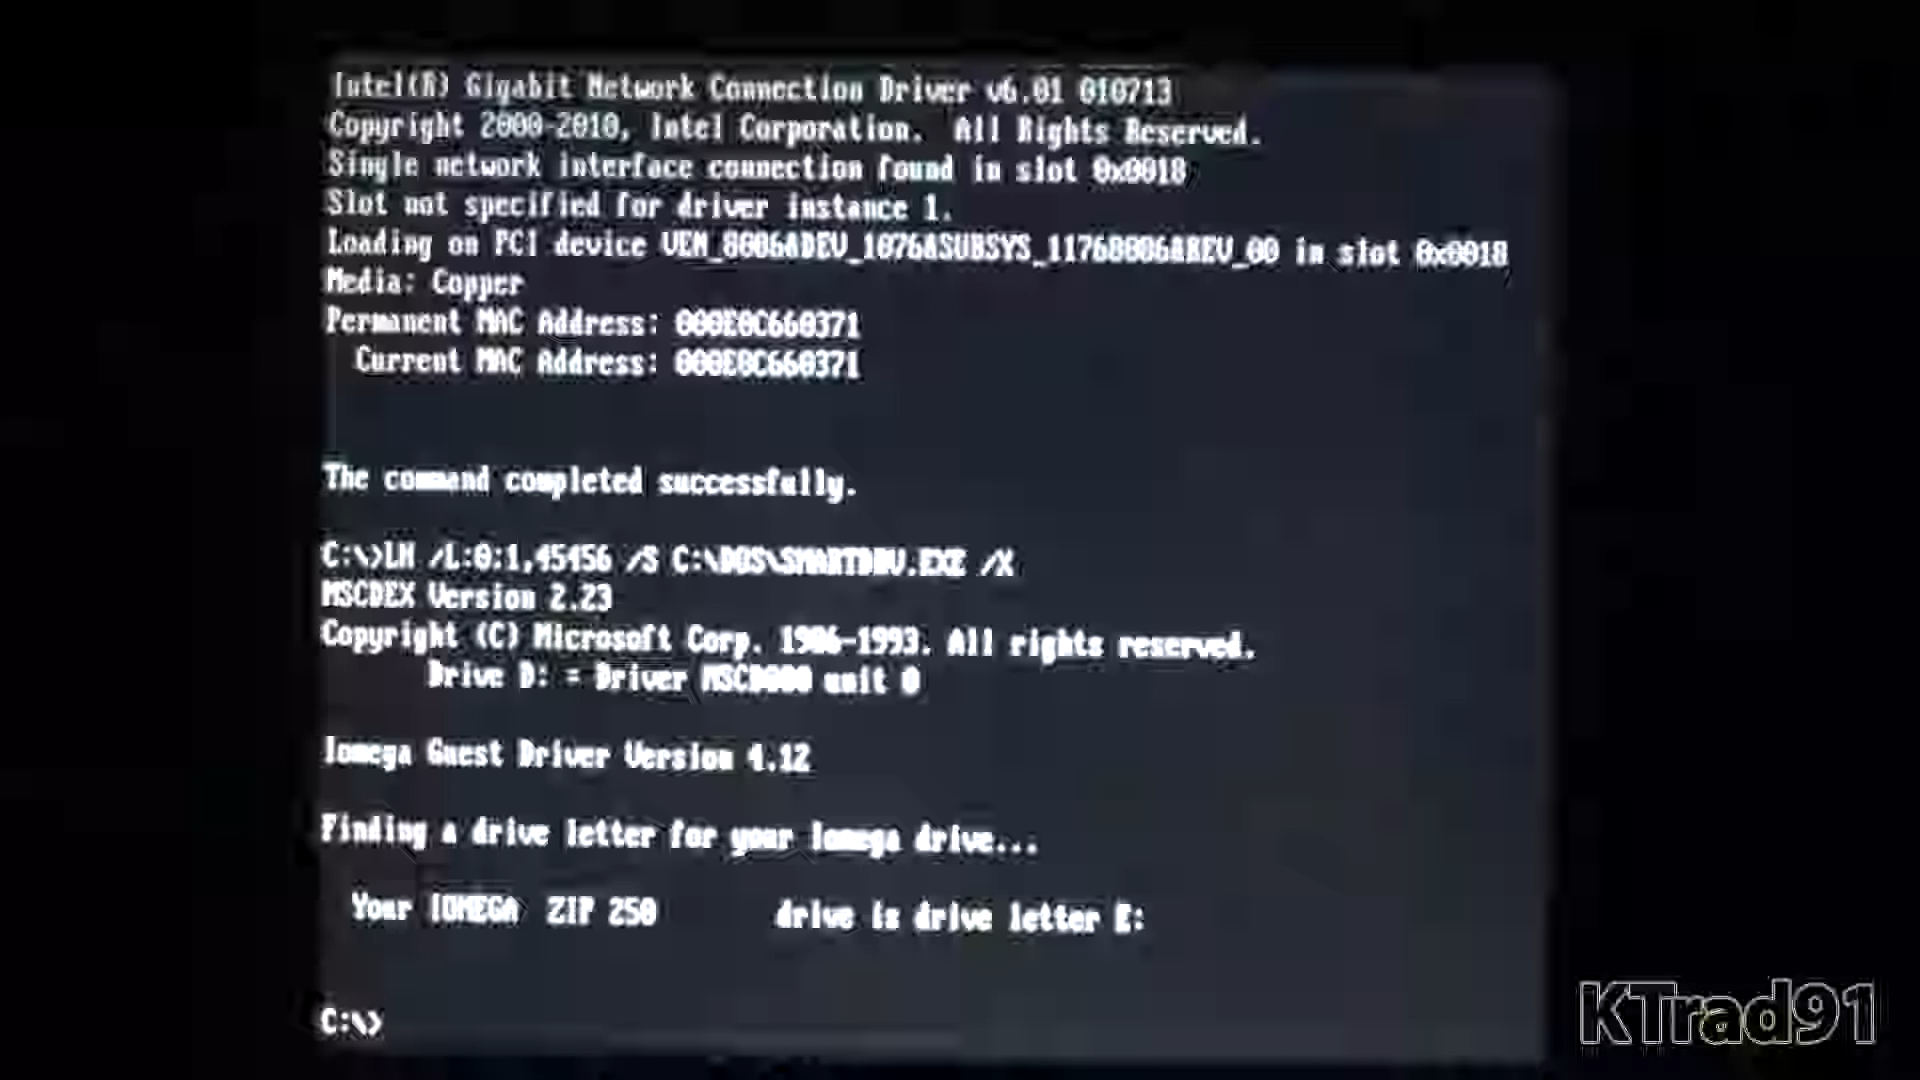 Intel(R) Gigabit Network Connection Driver v6.01 010713
Copyright 2000-2010, Intel Corporation.  All Rights Reserved.
Single network interface connection found in slot 0x0018
Slot not specified for driver instance 1.
Loading on PCI device VEN_8086&DEV_1076&SUBSYS_11768086&REV_00 in slot 0x0018
Media: Copper
Permanent MAC Address: 000E0C660371
Current MAC Address: 000E0C660371
The command completed successfully.
C:\>LH /L:0;1,45456 /S C:\DOS\SMARTDRV.EXE /X
MSCDEX Version 2.23
Copyright (C) Microsoft Corp. 1986-1993. All rights reserved.
Drive D: = Driver MSCD000 unit 0
Iomega Guest Driver Version 4.12
Finding a drive letter for your Iomega drive...
Your IOMEGA  ZIP 250        drive is drive letter E:
C:\>
KTrad91